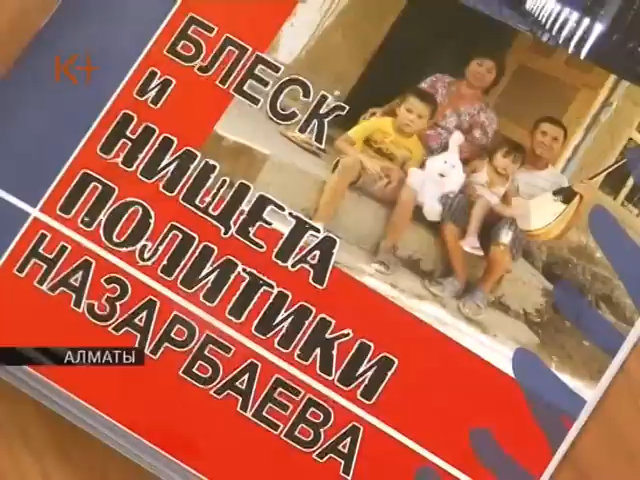 K+
БЛЕСК
и
НИЩЕТА
ПОЛИТИКИ
НАЗАРБАЕВА
АЛМАТЫ